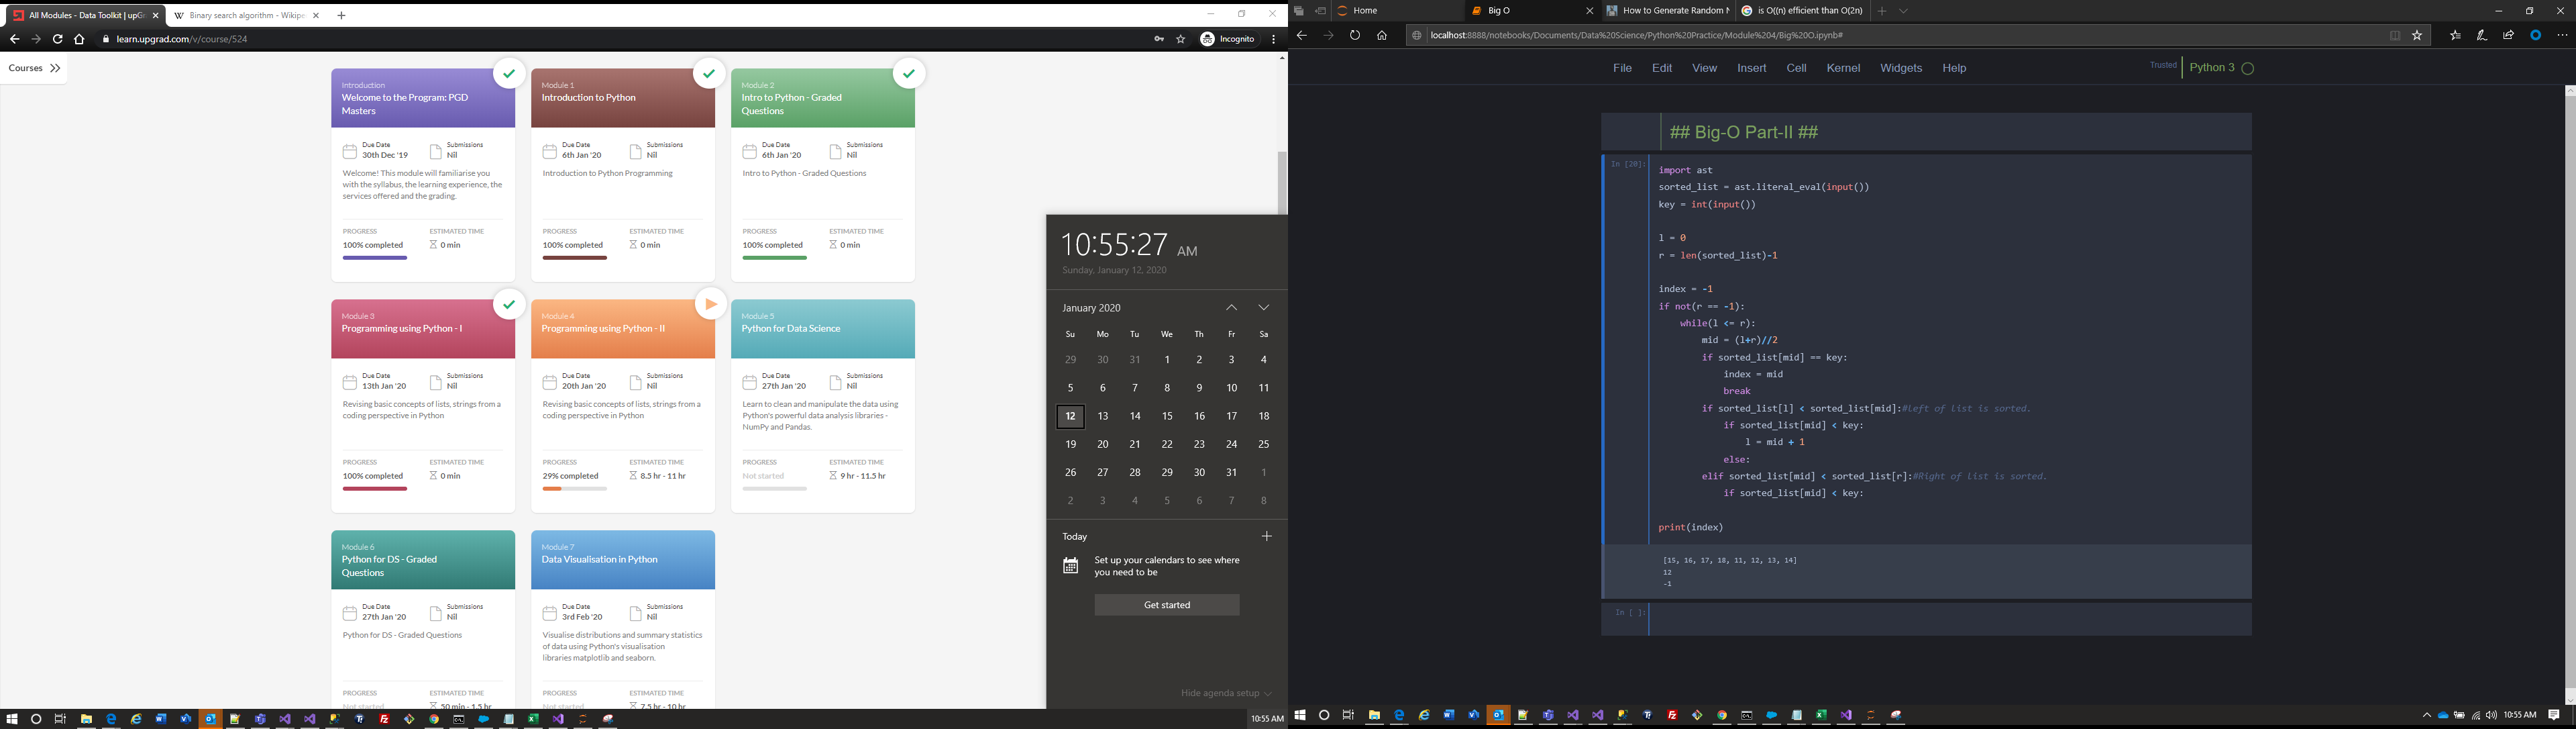 All Modules - Data Toolkit | upGr
Binary search algorithm - Wikipe
learn.upgrad.com/v/course/524
Incognito
Courses
Introduction
Welcome to the Program: PGD
Masters
Due Date
30th Dec '19
Submissions
Nil
Welcome! This module will familiarise you
with the syllabus, the learning experience, the
services offered and the grading.
PROGRESS
100% completed
ESTIMATED TIME
0 min
Module 1
Introduction to Python
Due Date
6th Jan '20
Submissions
Nil
Introduction to Python Programming
PROGRESS
100% completed
ESTIMATED TIME
0 min
Module 2
Intro to Python - Graded
Questions
Due Date
6th Jan '20
Submissions
Nil
Intro to Python - Graded Questions
PROGRESS
100% completed
ESTIMATED TIME
0 min
Module 3
Programming using Python - I
Due Date
13th Jan '20
Submissions
Nil
Revising basic concepts of lists, strings from a
coding perspective in Python
PROGRESS
100% completed
ESTIMATED TIME
0 min
Module 4
Programming using Python - II
Due Date
20th Jan '20
Submissions
Nil
Revising basic concepts of lists, strings from a
coding perspective in Python
PROGRESS
29% completed
ESTIMATED TIME
8.5 hr - 11 hr
Module 5
Python for Data Science
Due Date
27th Jan '20
Submissions
Nil
Learn to clean and manipulate the data using
Python's powerful data analysis libraries -
NumPy and Pandas.
PROGRESS
Not started
ESTIMATED TIME
9 hr - 11.5 hr
Module 6
Python for DS - Graded
Questions
Due Date
27th Jan '20
Submissions
Nil
Python for DS - Graded Questions
PROGRESS
Not started
ESTIMATED TIME
50 min - 1.5 hr
Module 7
Data Visualisation in Python
Due Date
3rd Feb '20
Submissions
Nil
Visualise distributions and summary statistics
of data using Python's visualisation
libraries matplotlib and seaborn.
PROGRESS
Not started
ESTIMATED TIME
7.5 hr - 10 hr
10:55:27 AM
Sunday, January 12, 2020
January 2020
Su Mo Tu We Th Fr Sa
29 30 31 1 2 3 4
5 6 7 8 9 10 11
12 13 14 15 16 17 18
19 20 21 22 23 24 25
26 27 28 29 30 31 1
2 3 4 5 6 7 8
Today
Set up your calendars to see where
you need to be
Get started
Hide agenda setup
10:55 AM
Home
Big O
How to Generate Random N
is O((n) efficient than O(2n)
localhost:8888/notebooks/Documents/Data%20Science/Python%20Practice/Module%204/Big%20O.ipynb#
File Edit View Insert Cell Kernel Widgets Help
Trusted
Python 3
## Big-O Part-II ##
In [20]:
import ast
sorted_list = ast.literal_eval(input())
key = int(input())
l = 0
r = len(sorted_list)-1
index = -1
if not(r == -1):
while(l <= r):
mid = (l+r)//2
if sorted_list[mid] == key:
index = mid
break
if sorted_list[l] < sorted_list[mid]:#left of list is sorted.
if sorted_list[mid] < key:
l = mid + 1
else:
elif sorted_list[mid] < sorted_list[r]:#Right of list is sorted.
if sorted_list[mid] < key:
print(index)
[15, 16, 17, 18, 11, 12, 13, 14]
12
-1
In [ ]:
10:55 AM